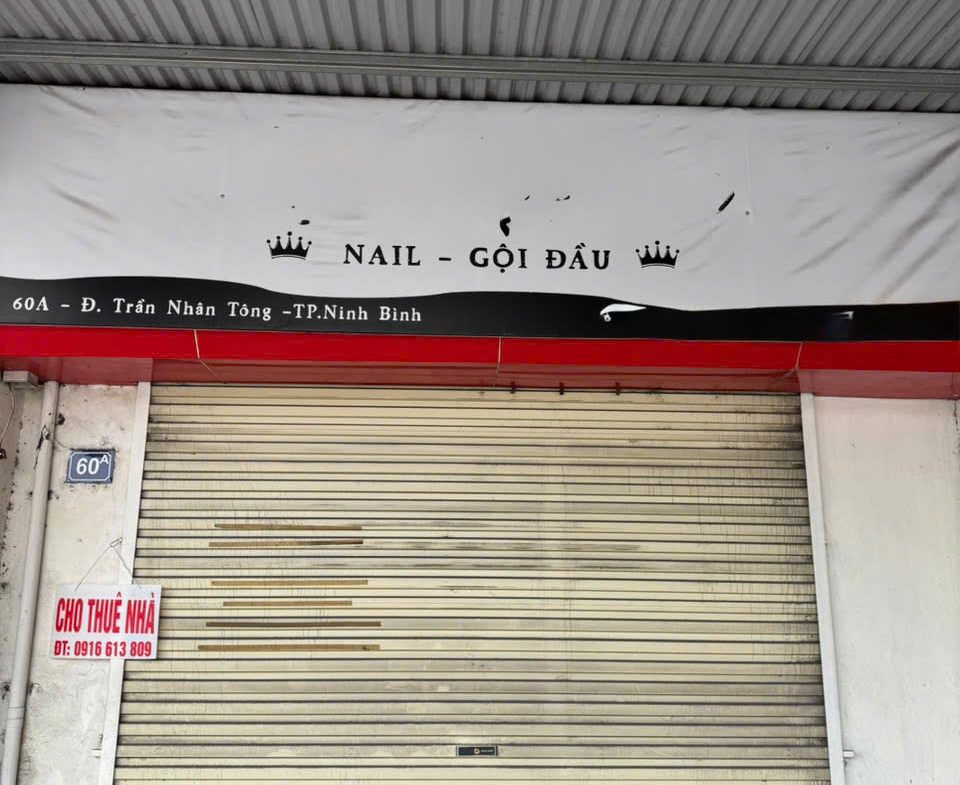 NAIL - GỘI ĐẦU
60A - Đ. Trần Nhân Tông -TP.Ninh Bình
60A
CHO THUÊ NHÀ
ĐT: 0916 613 809